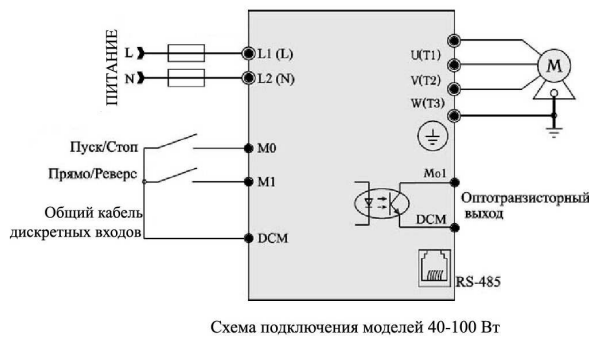 ПИТАНИЕ
L
N
L1 (L)
L2 (N)
U(T1)
V(T2)
W(T3)
M
Пуск/Стоп
M0
Прямо/Реверс
M1
Общий кабель
дискретных входов
DCM
Mo1
DCM
Оптотранзисторный
выход
RS-485
Схема подключения моделей 40-100 Вт